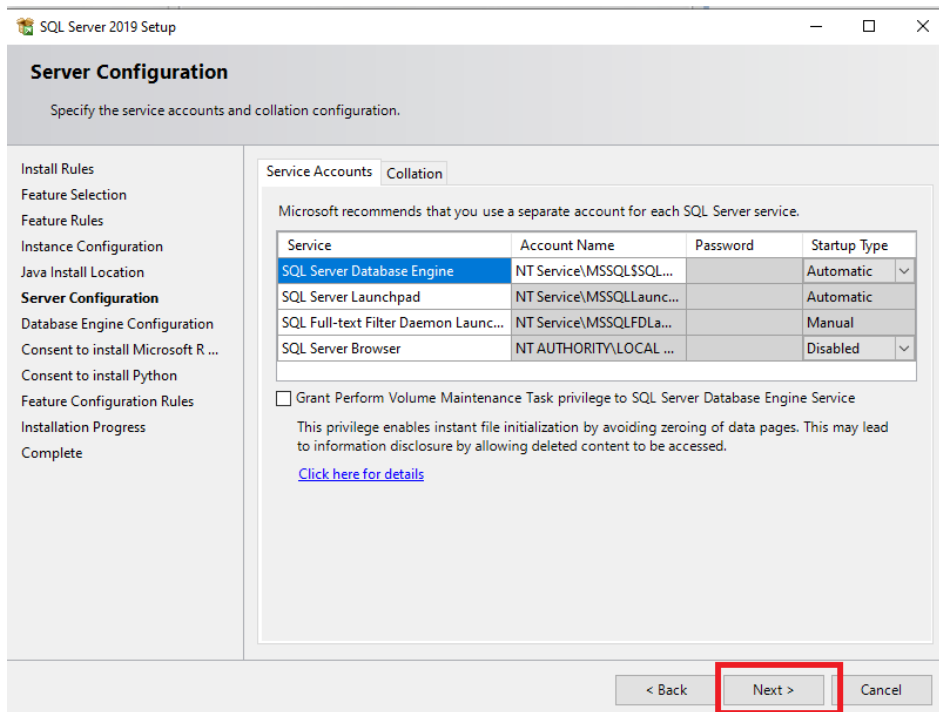 SQL Server 2019 Setup
Server Configuration
Specify the service accounts and collation configuration.
Install Rules
Feature Selection
Feature Rules
Instance Configuration
Java Install Location
Server Configuration
Database Engine Configuration
Consent to install Microsoft R ...
Consent to install Python
Feature Configuration Rules
Installation Progress
Complete
Service Accounts Collation
Microsoft recommends that you use a separate account for each SQL Server service.
Service Account Name Password Startup Type
SQL Server Database Engine NT Service\MSSQL$SQL... Automatic
SQL Server Launchpad NT Service\MSSQLLaunc... Automatic
SQL Full-text Filter Daemon Launc... NT Service\MSSQLFDLa... Manual
SQL Server Browser NT AUTHORITY\LOCAL ... Disabled
Grant Perform Volume Maintenance Task privilege to SQL Server Database Engine Service
This privilege enables instant file initialization by avoiding zeroing of data pages. This may lead
to information disclosure by allowing deleted content to be accessed.
Click here for details
< Back Next > Cancel